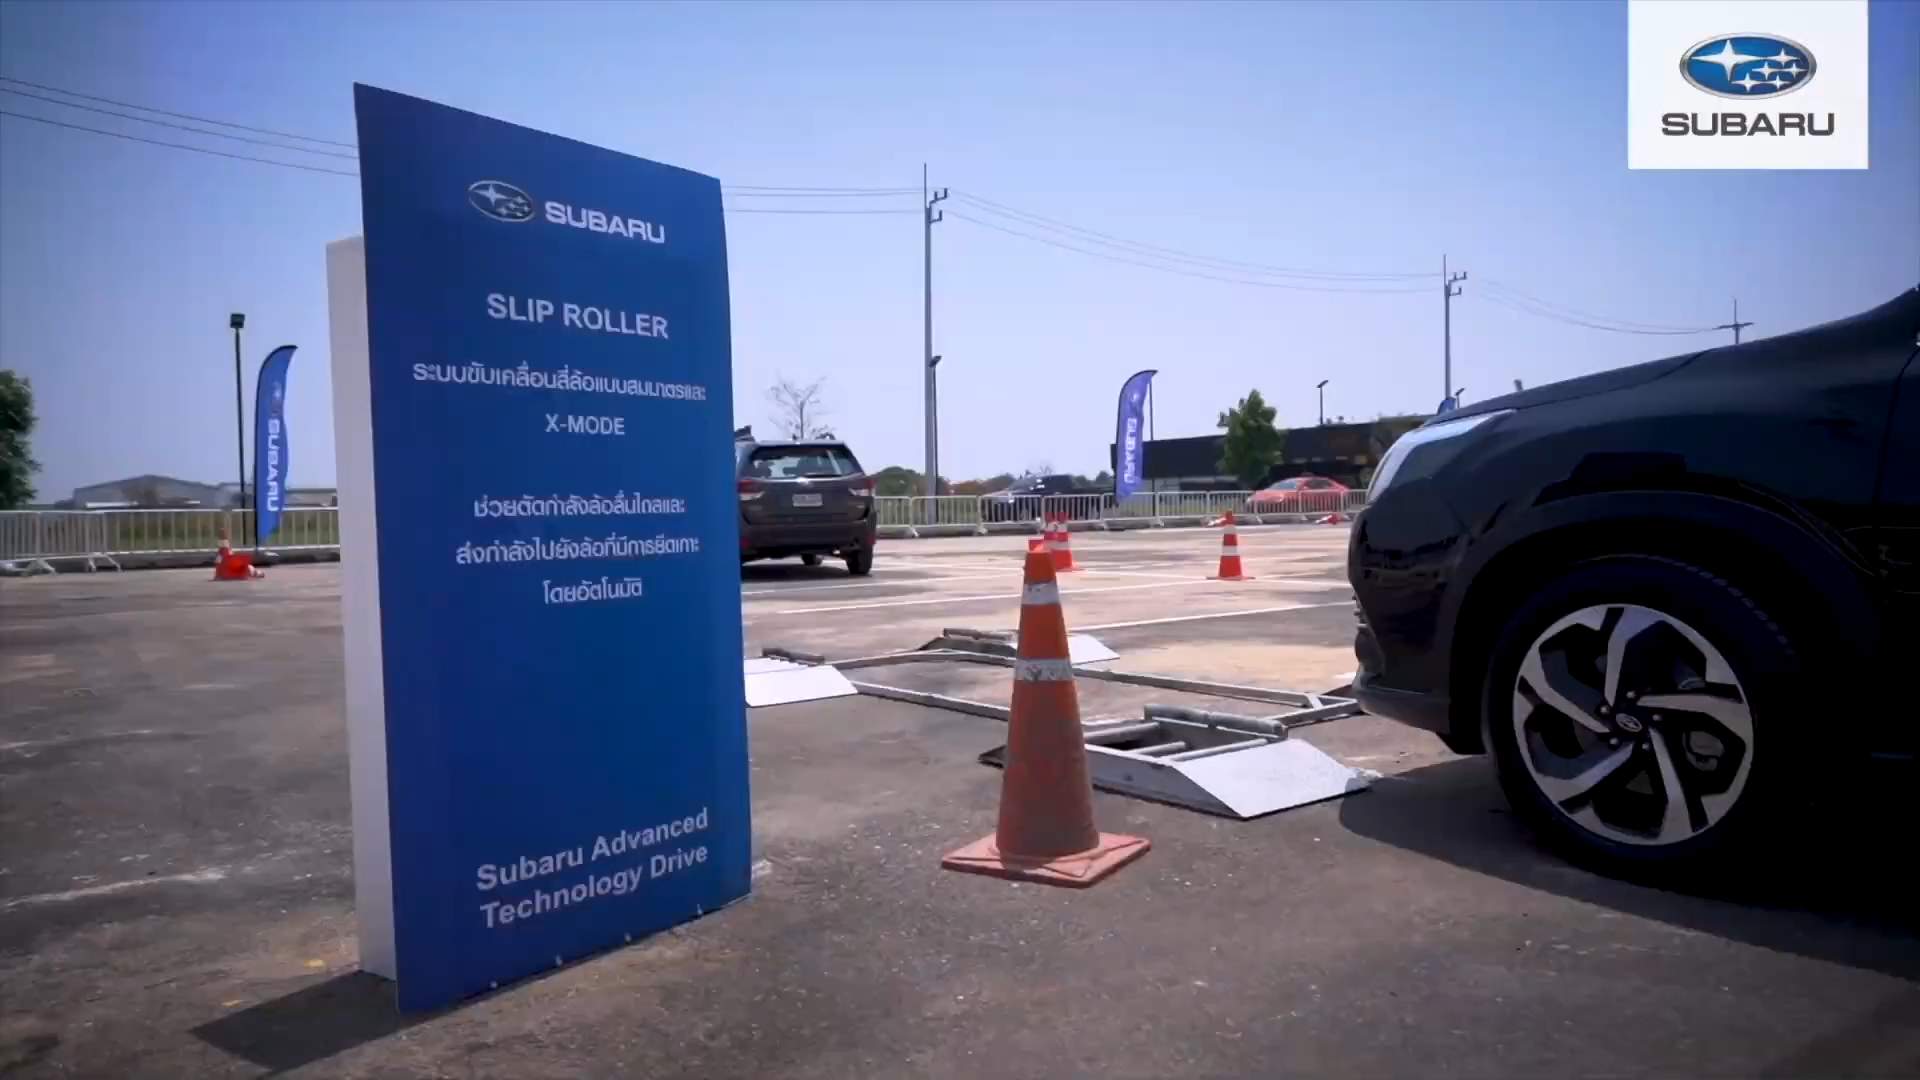 SUBARU
SUBARU
SLIP ROLLER
ระบบขับเคลื่อนสี่ล้อแบบสมมาตรและ
X-MODE
ช่วยตัดกำลังล้อลื่นไถลและ
ส่งกำลังไปยังล้อที่มีการยึดเกาะ
โดยอัตโนมัติ
Subaru Advanced
Technology Drive
SUBARU
SUBARU